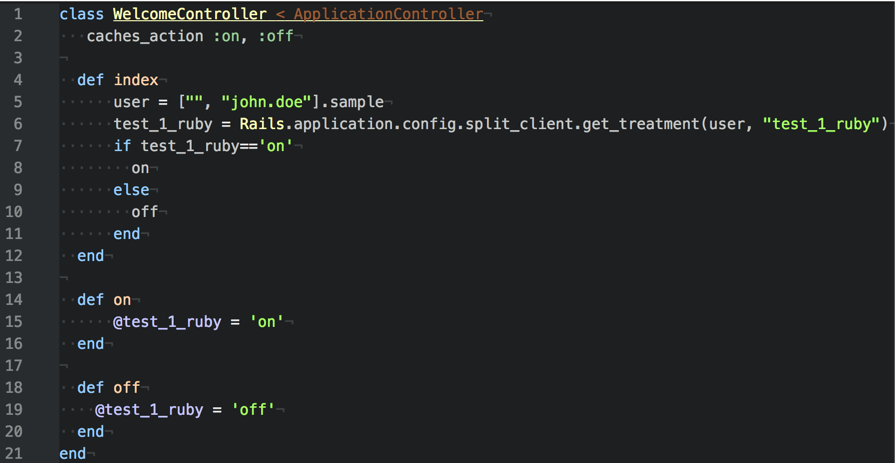 1 class WelcomeController < ApplicationController
2 caches_action :on, :off
3
4 def index
5 user = ["", "john.doe"].sample
6 test_1_ruby = Rails.application.config.split_client.get_treatment(user, "test_1_ruby")
7 if test_1_ruby=='on'
8 on
9 else
10 off
11 end
12 end
13
14 def on
15 @test_1_ruby = 'on'
16 end
17
18 def off
19 @test_1_ruby = 'off'
20 end
21 end